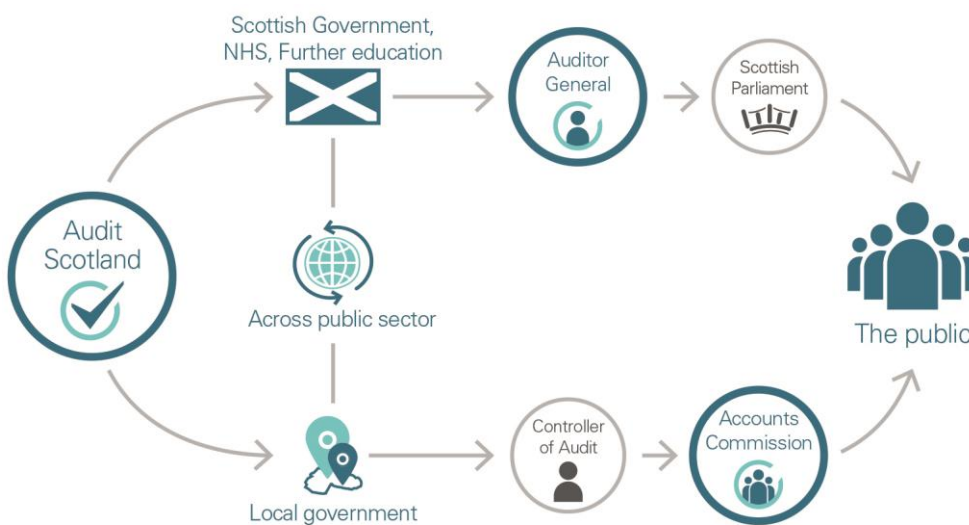 Scottish Government,
NHS, Further education
Auditor
General
Scottish
Parliament
Audit
Scotland
Across public sector
The public
Local government
Controller
of Audit
Accounts
Commission